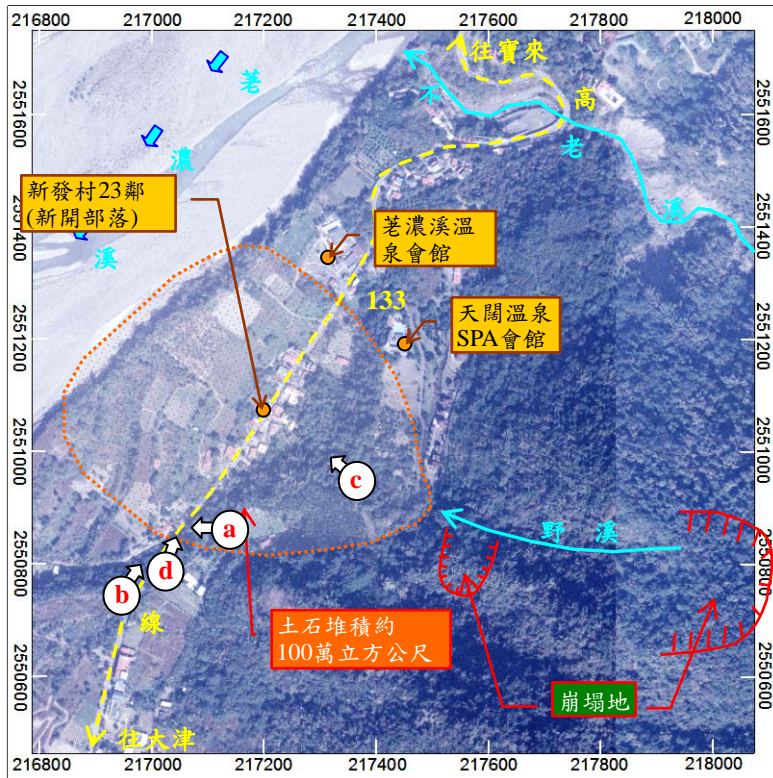 216800 217000 217200 217400 217600 217800 218000
往寶來
高
不
荖
老
2551600
2551600
濃
新發村23鄰
(新開部落)
溪
荖濃溪溫
泉會館
溪
2551400
2551400
133
天闊溫泉
SPA會館
2551200
2551200
2551000
2551000
c
a
野 溪
d
b
2550800
2550800
線
土石堆積約
100萬立方公尺
崩塌地
2550600
2550600
往大津
216800 217000 217200 217400 217600 217800 218000